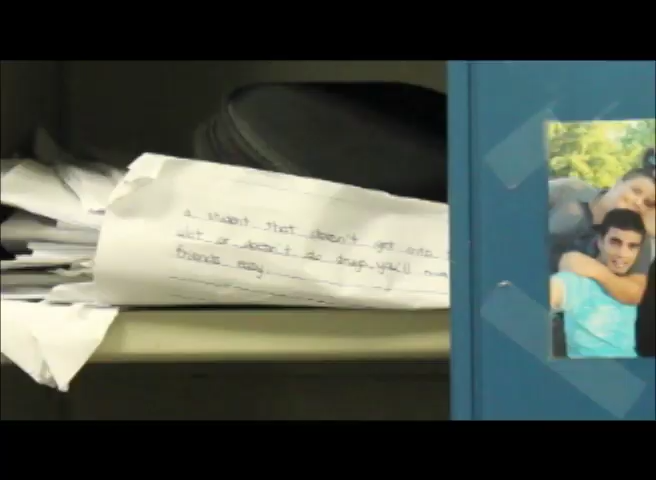 a student that doesn't get into
or doesn't do drugs you'll
friends easy